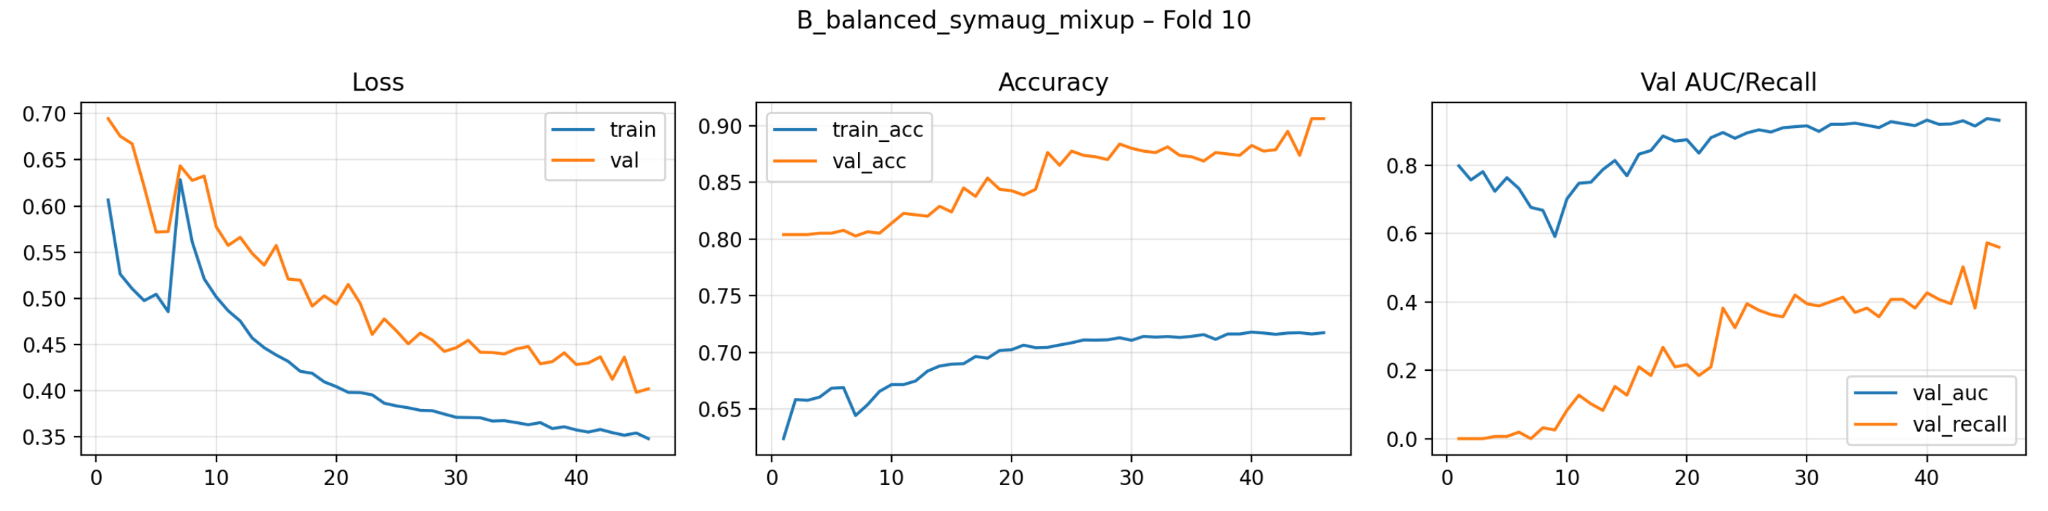 B_balanced_symaug_mixup – Fold 10
Loss
0.70
0.65
0.60
0.55
0.50
0.45
0.40
0.35
0 10 20 30 40
train
val
Accuracy
0.90
0.85
0.80
0.75
0.70
0.65
0 10 20 30 40
train_acc
val_acc
Val AUC/Recall
0.8
0.6
0.4
0.2
0.0
0 10 20 30 40
val_auc
val_recall